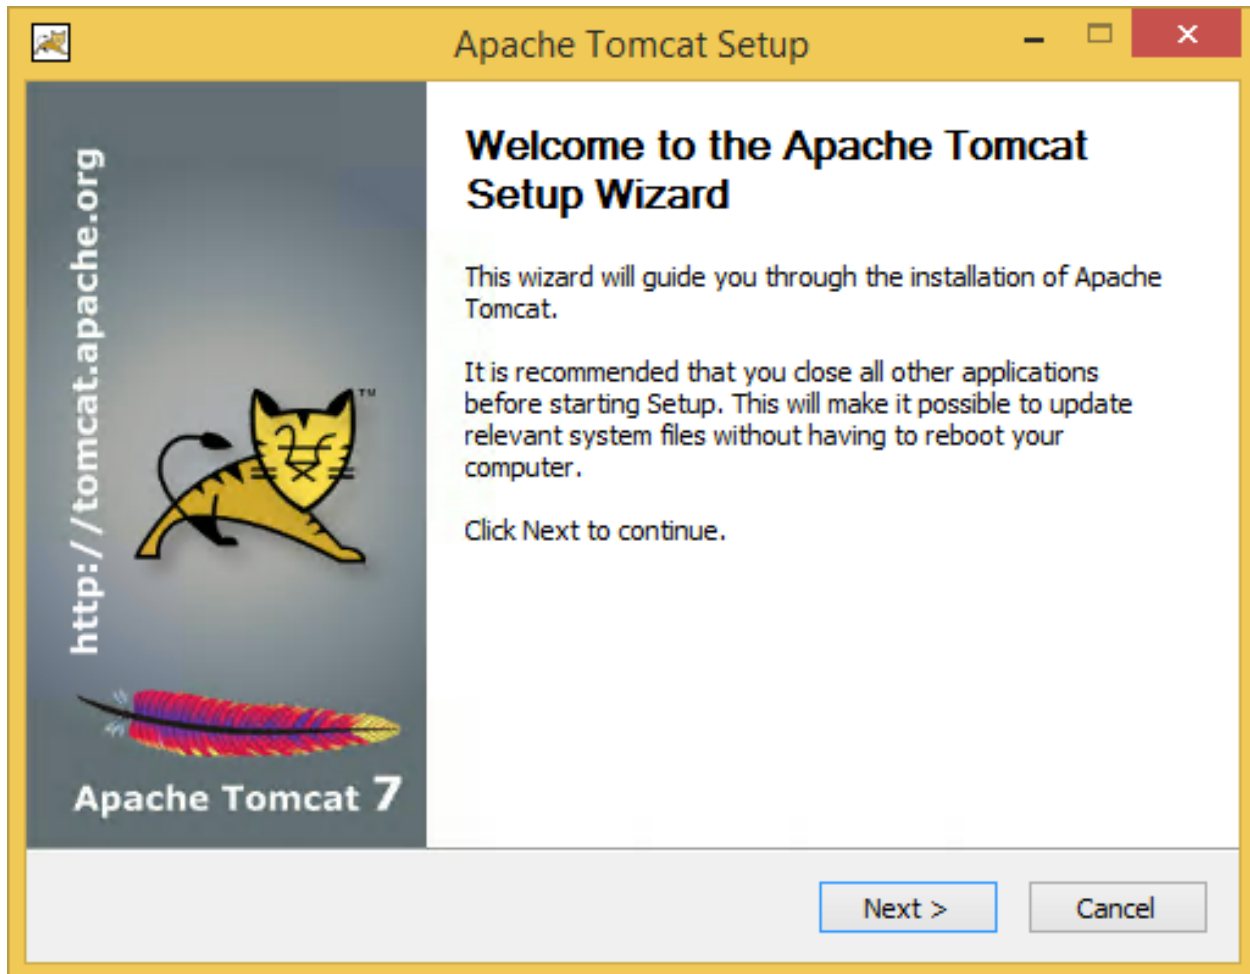 Apache Tomcat Setup
http://tomcat.apache.org
TM
Apache Tomcat 7
Welcome to the Apache Tomcat
Setup Wizard
This wizard will guide you through the installation of Apache
Tomcat.
It is recommended that you close all other applications
before starting Setup. This will make it possible to update
relevant system files without having to reboot your
computer.
Click Next to continue.
Next >
Cancel